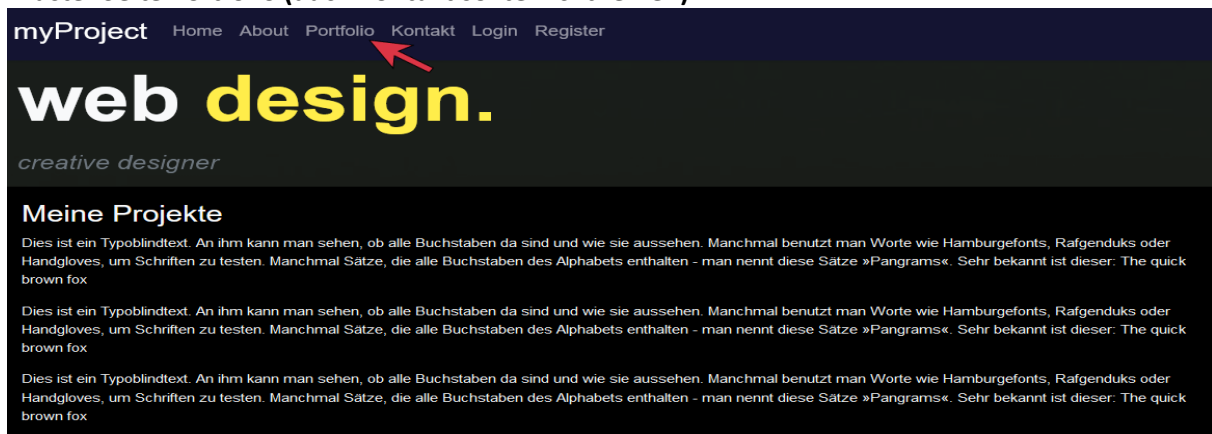 myProject Home About Portfolio Kontakt Login Register
web design.
creative designer
Meine Projekte
Dies ist ein Typoblindtext. An ihm kann man sehen, ob alle Buchstaben da sind und wie sie aussehen. Manchmal benutzt man Worte wie Hamburgefonts, Rafgenduks oder
Handgloves, um Schriften zu testen. Manchmal Sätze, die alle Buchstaben des Alphabets enthalten - man nennt diese Sätze »Pangrams«. Sehr bekannt ist dieser: The quick
brown fox
Dies ist ein Typoblindtext. An ihm kann man sehen, ob alle Buchstaben da sind und wie sie aussehen. Manchmal benutzt man Worte wie Hamburgefonts, Rafgenduks oder
Handgloves, um Schriften zu testen. Manchmal Sätze, die alle Buchstaben des Alphabets enthalten - man nennt diese Sätze »Pangrams«. Sehr bekannt ist dieser: The quick
brown fox
Dies ist ein Typoblindtext. An ihm kann man sehen, ob alle Buchstaben da sind und wie sie aussehen. Manchmal benutzt man Worte wie Hamburgefonts, Rafgenduks oder
Handgloves, um Schriften zu testen. Manchmal Sätze, die alle Buchstaben des Alphabets enthalten - man nennt diese Sätze »Pangrams«. Sehr bekannt ist dieser: The quick
brown fox